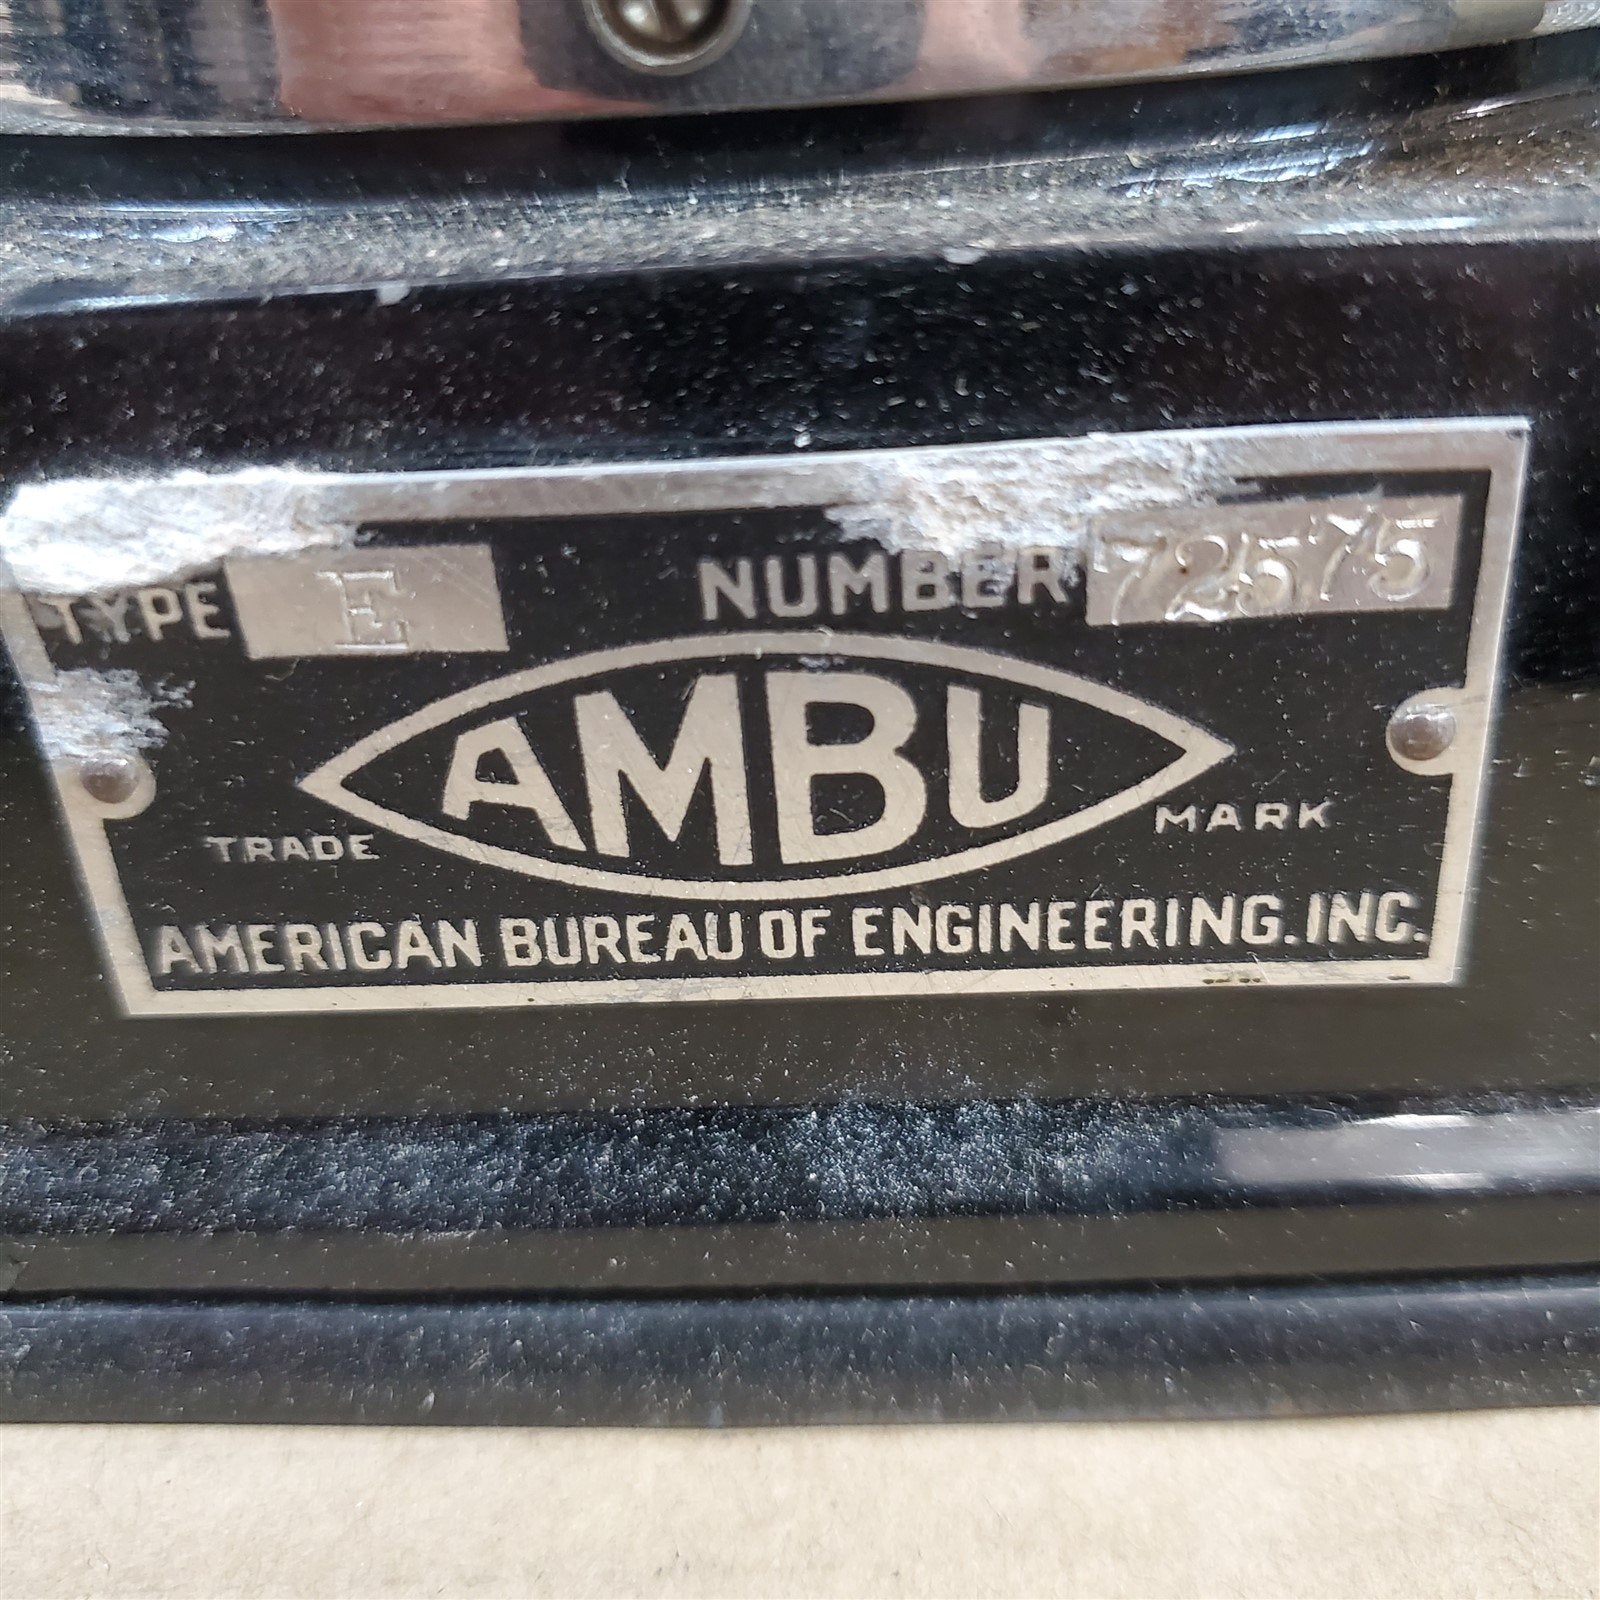 TYPE E NUMBER 72575
AMBU
TRADE MARK
AMERICAN BUREAU OF ENGINEERING.INC.